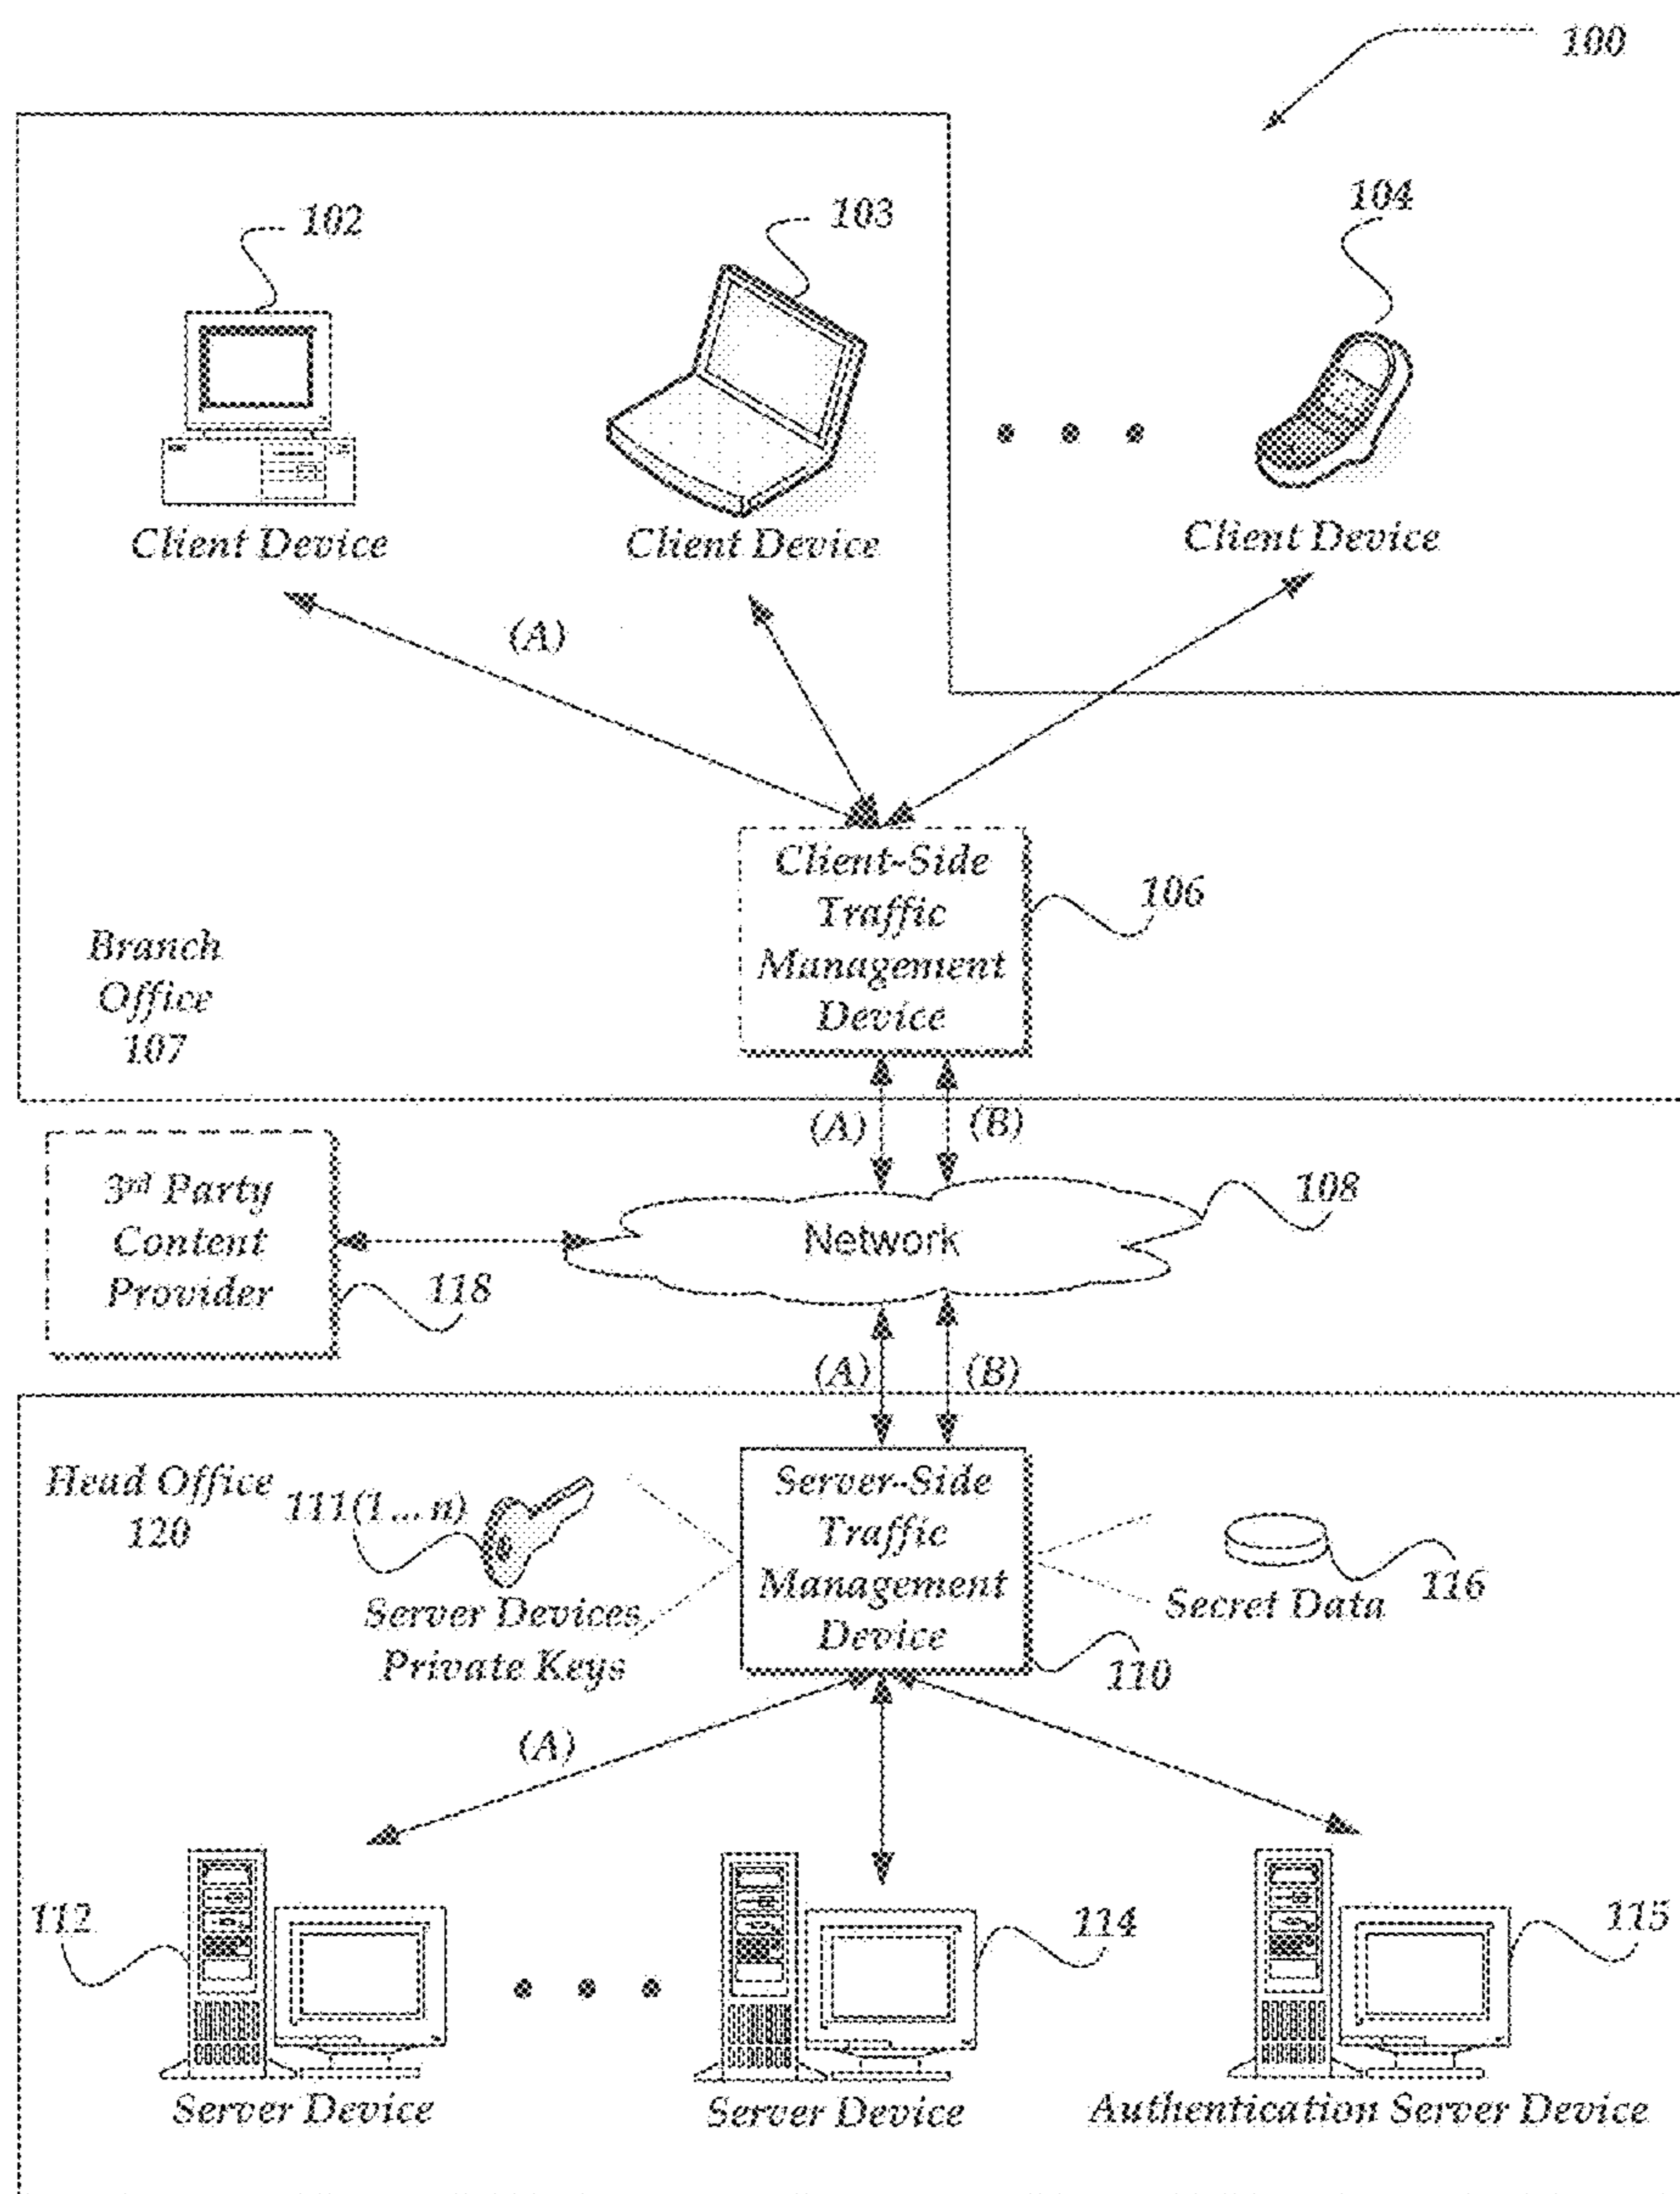 100
102
103
104
Client Device
Client Device
Client Device
(A)
Client-Side
Traffic
Management
Device
106
Branch
Office
107
(A)
(B)
3rd Party
Content
Provider
118
Network
108
(A)
(B)
Head Office
120
111(1...n)
Server Devices
Private Keys
Server-Side
Traffic
Management
Device
110
Secret Data
116
(A)
112
114
115
Server Device
Server Device
Authentication Server Device